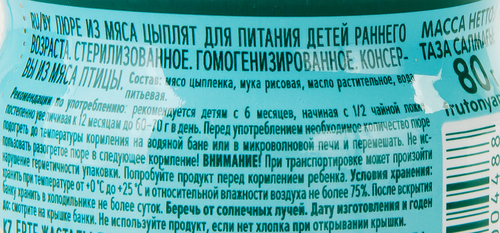 RU/BY ПЮРЕ ИЗ МЯСА ЦЫПЛЯТ ДЛЯ ПИТАНИЯ ДЕТЕЙ РАННЕГО
ВОЗРАСТА. СТЕРИЛИЗОВАННОЕ. ГОМОГЕНИЗИРОВАННОЕ. КОНСЕР-
ВЫ ИЗ МЯСА ПТИЦЫ. Состав: мясо цыпленка, мука рисовая, масло растительное, вода
питьевая.
Рекомендации по употреблению: рекомендуется детям с 6 месяцев, начиная с 1/2 чайной ложки,
постепенно увеличивая к 12 месяцам до 60-70 г в день. Перед употреблением необходимое количество пюре
подогреть до температуры кормления на водяной бане или в микроволновой печи и перемешать. Не ис-
пользовать разогретое пюре в следующее кормление! ВНИМАНИЕ! При транспортировке может произойти
нарушение герметичности упаковки. Попробуйте продукт перед кормлением ребенка. Условия хранения:
хранить при температуре от +0°C до +25°C и относительной влажности воздуха не более 75%. После вскрытия
банку хранить в холодильнике не более суток. Беречь от солнечных лучей. Дату изготовления и годен
до: смотрите на крышке банки. Не используйте продукт, если нет хлопка при открывании крышки.
МАССА НЕТТО
ТАЗА САЛМА
80
frutonyan